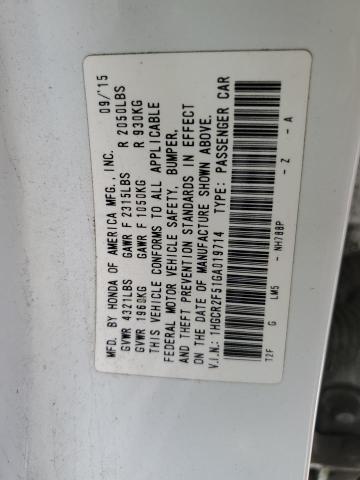 MFD. BY HONDA OF AMERICA MFG., INC. 09/'15
GVWR 4321LBS GAWR F 2315LBS R 2050LBS
GVWR 1960KG GAWR F 1050KG R 930KG
THIS VEHICLE CONFORMS TO ALL APPLICABLE
FEDERAL MOTOR VEHICLE SAFETY, BUMPER,
AND THEFT PREVENTION STANDARDS IN EFFECT
ON THE DATE OF MANUFACTURE SHOWN ABOVE.
V.I.N.: 1HGCR2F51GA019714 TYPE: PASSENGER CAR
T2F G LM5 - NH788P - Z - A